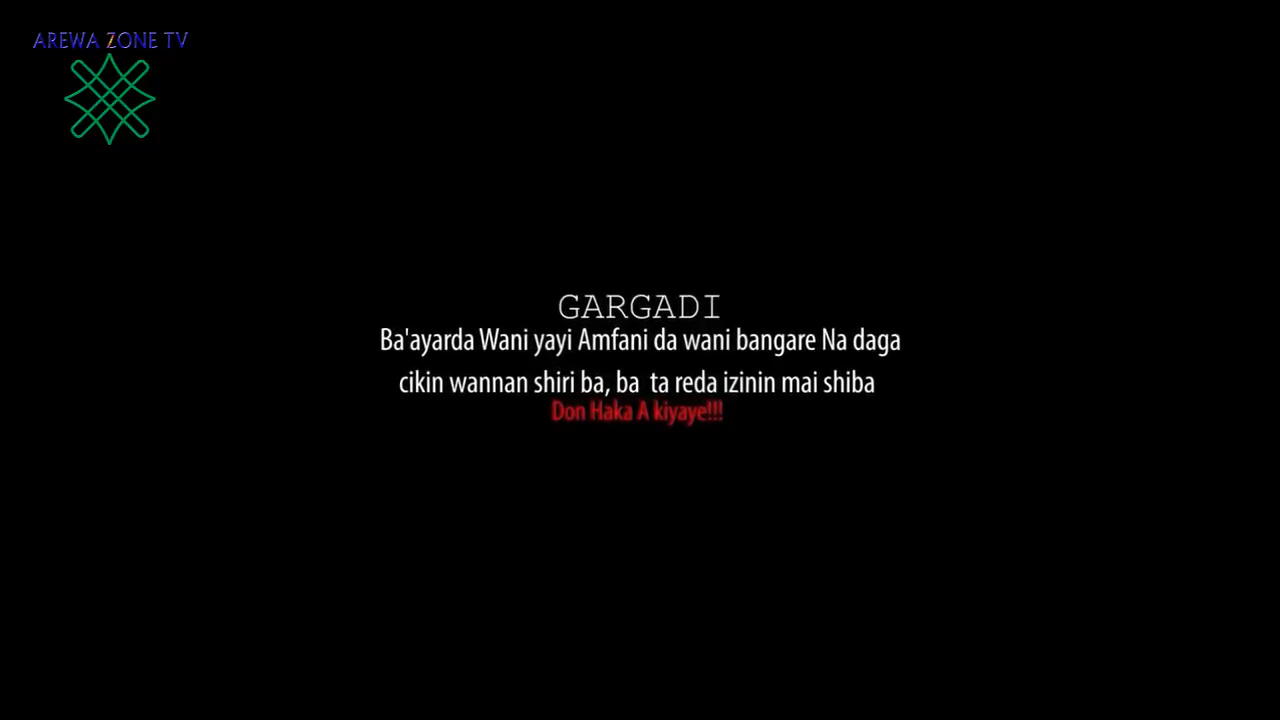 AREWA ZONE TV
GARGADI
Ba'ayarda Wani yayi Amfani da wani bangare Na daga
cikin wannan shiri ba, ba ta reda izinin mai shiba
Don Haka A kiyaye!!!